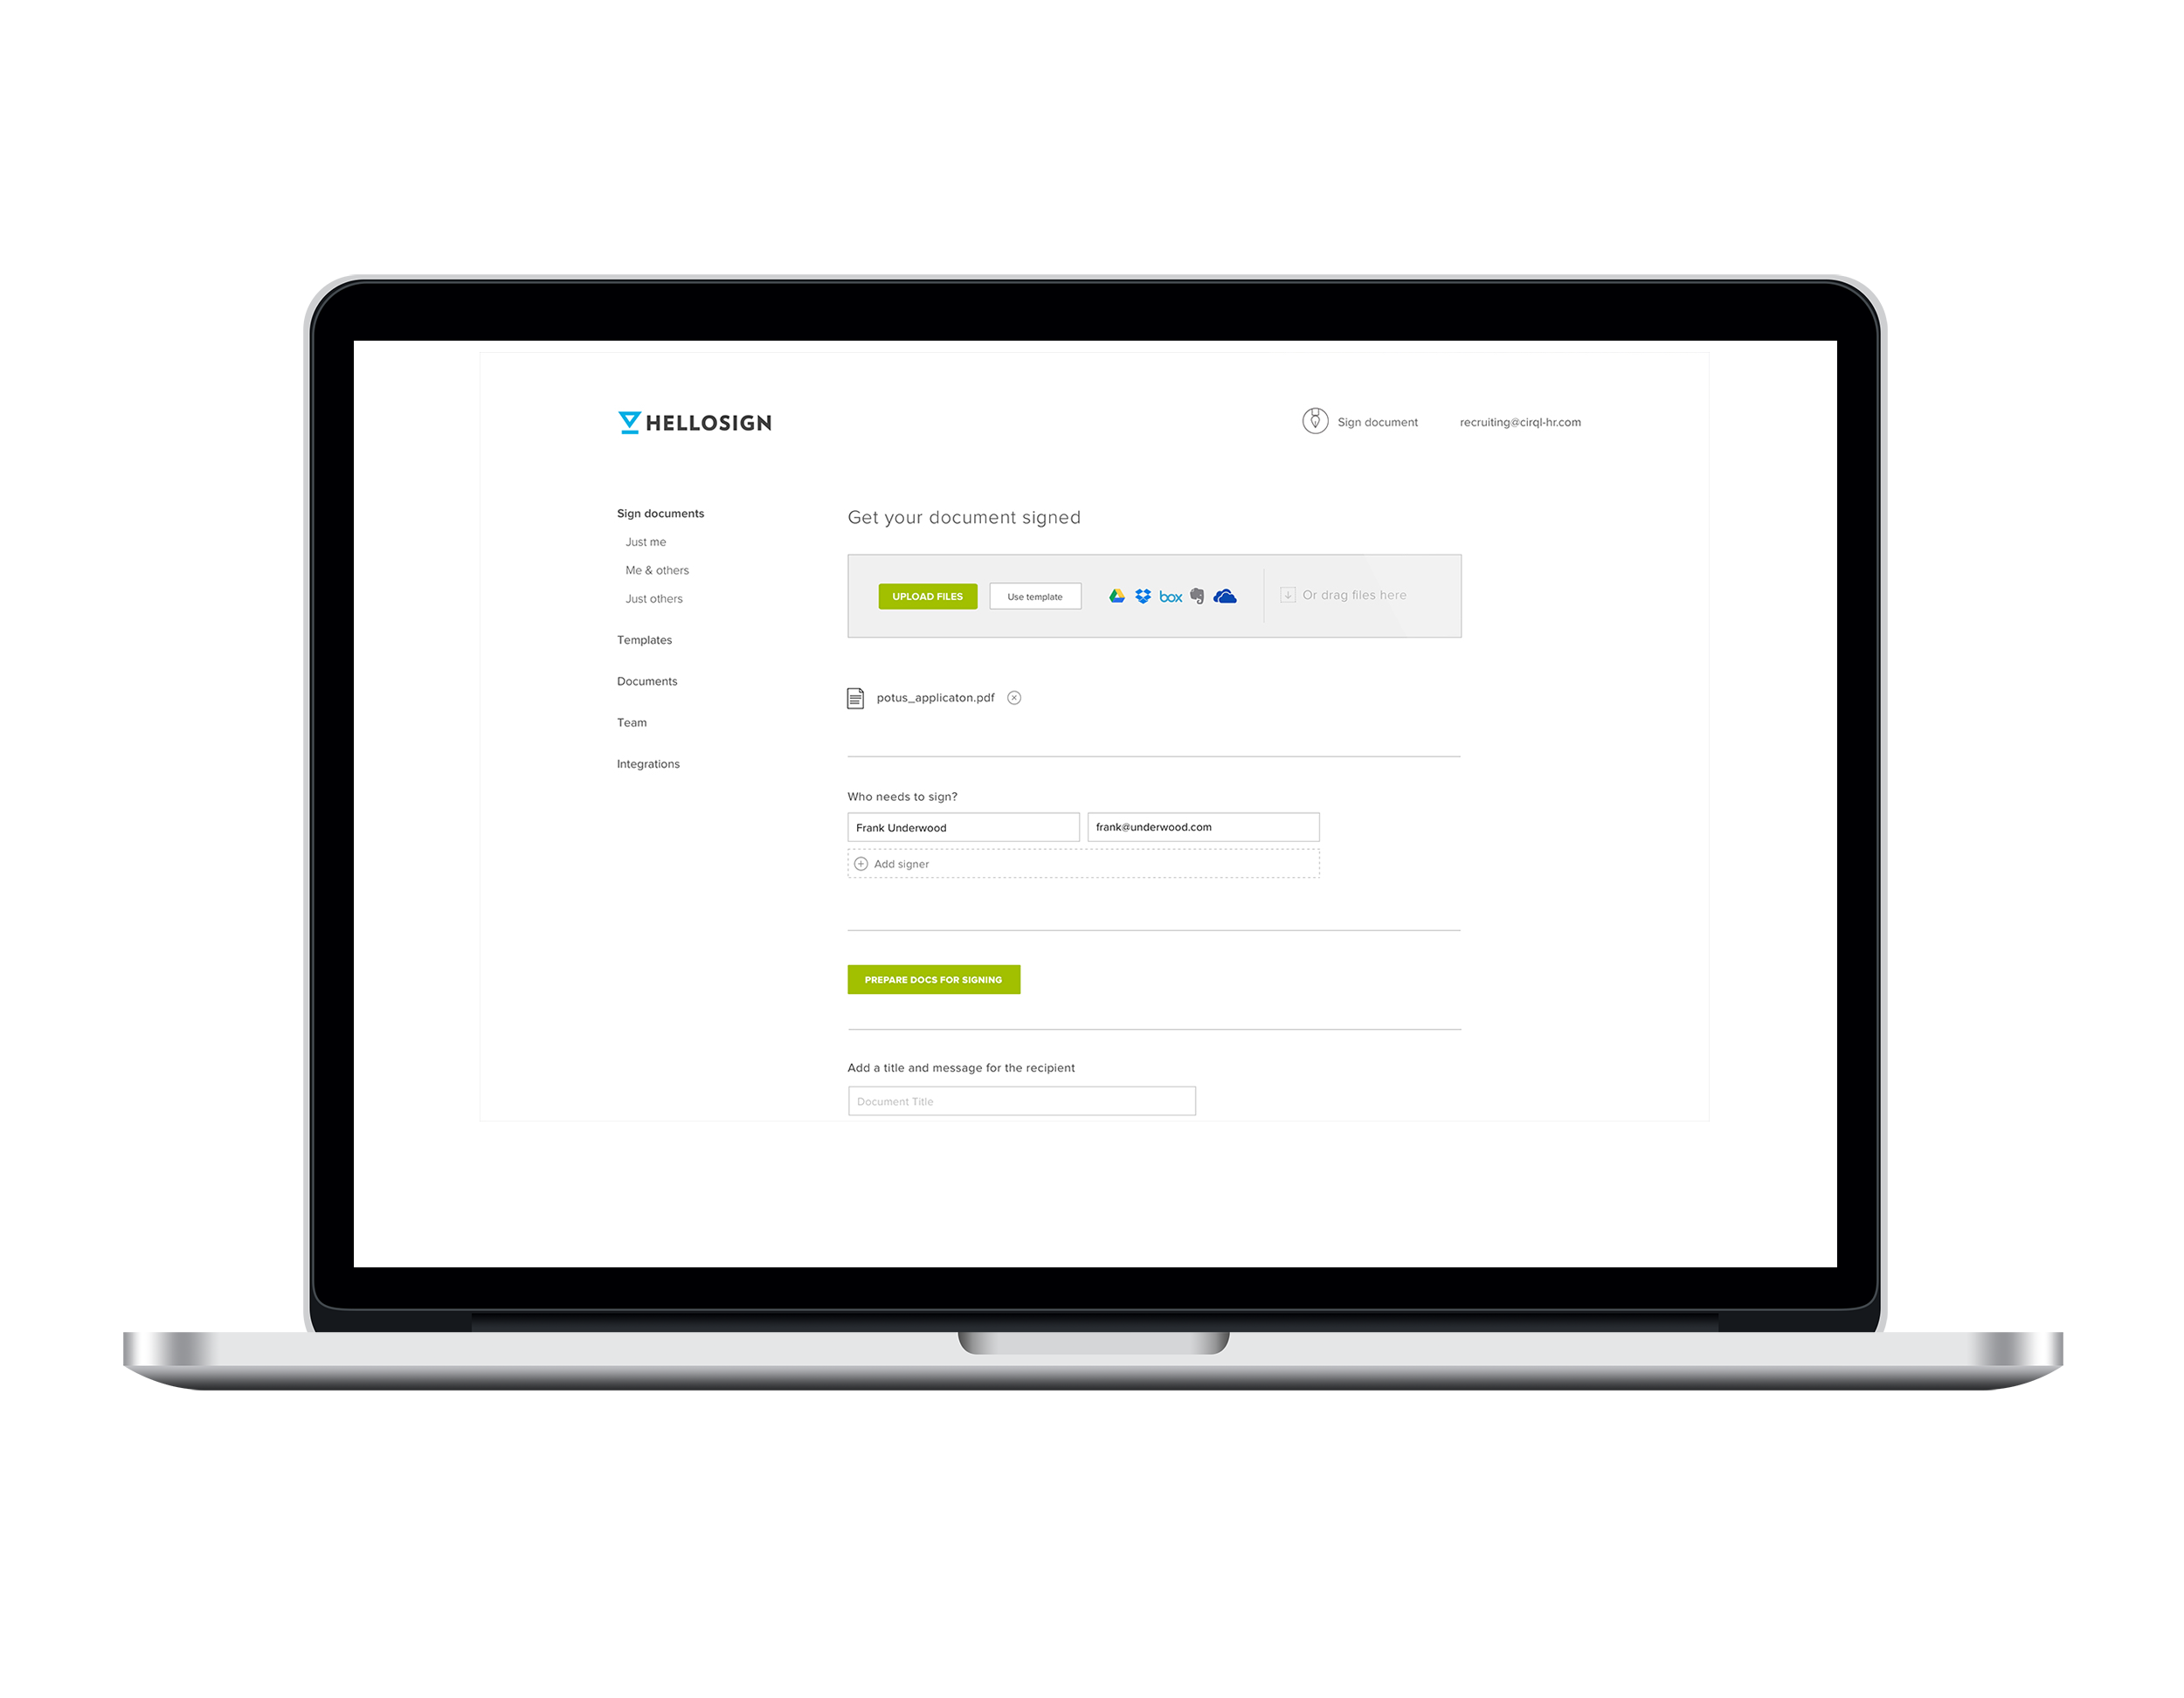 HELLOSIGN
Sign document
recruiting@cirql-hr.com
Sign documents
Just me
Me & others
Just others
Templates
Documents
Team
Integrations
Get your document signed
UPLOAD FILES
Use template
box
Or drag files here
potus_applicaton.pdf
Who needs to sign?
Frank Underwood
frank@underwood.com
Add signer
PREPARE DOCS FOR SIGNING
Add a title and message for the recipient
Document Title